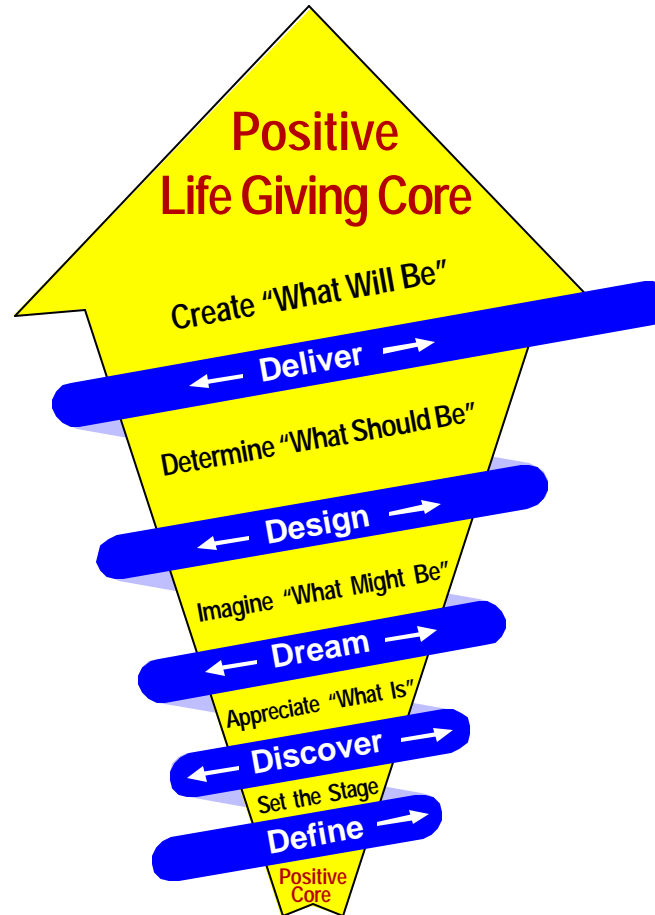 Positive
Life Giving Core
Create “What Will Be”
Deliver
Determine “What Should Be”
Design
Imagine “What Might Be”
Dream
Appreciate “What Is”
Discover
Set the Stage
Define
Positive
Core